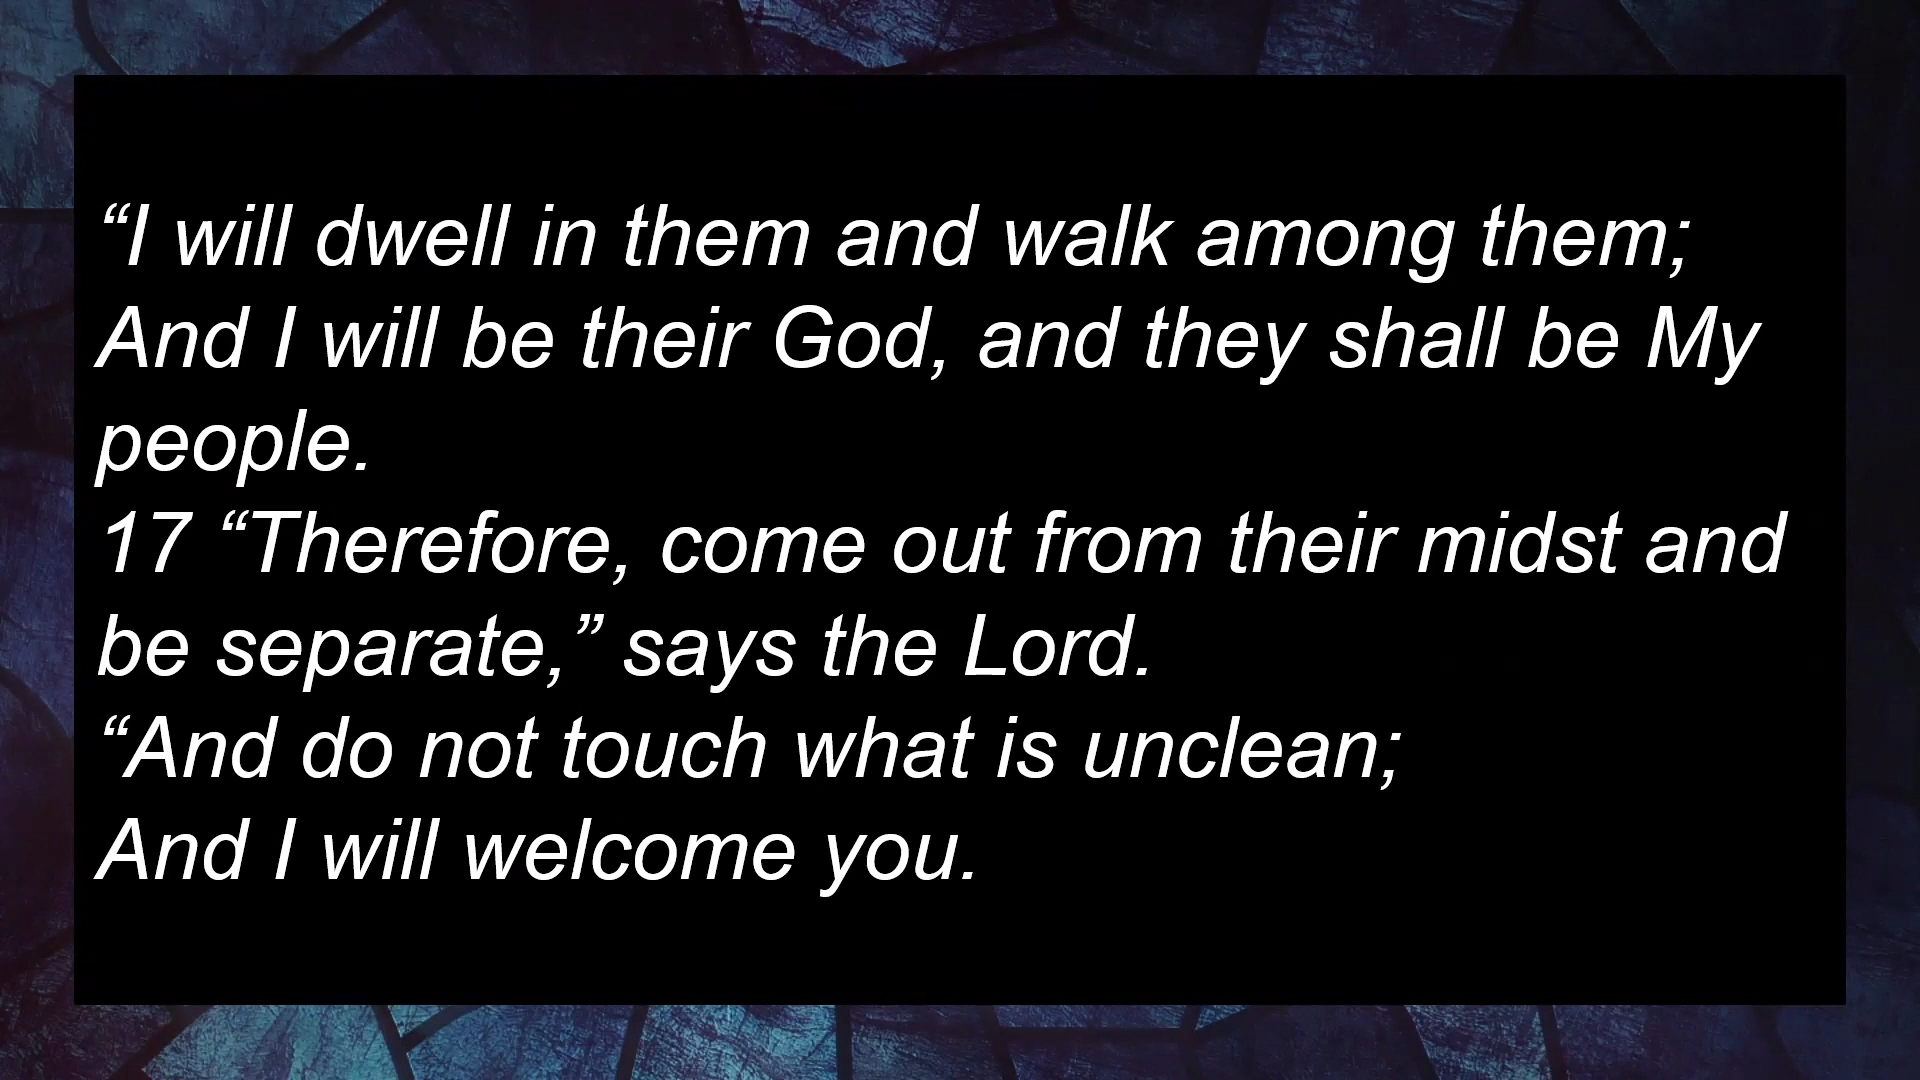 “I will dwell in them and walk among them;
And I will be their God, and they shall be My
people.
17 “Therefore, come out from their midst and
be separate,” says the Lord.
“And do not touch what is unclean;
And I will welcome you.